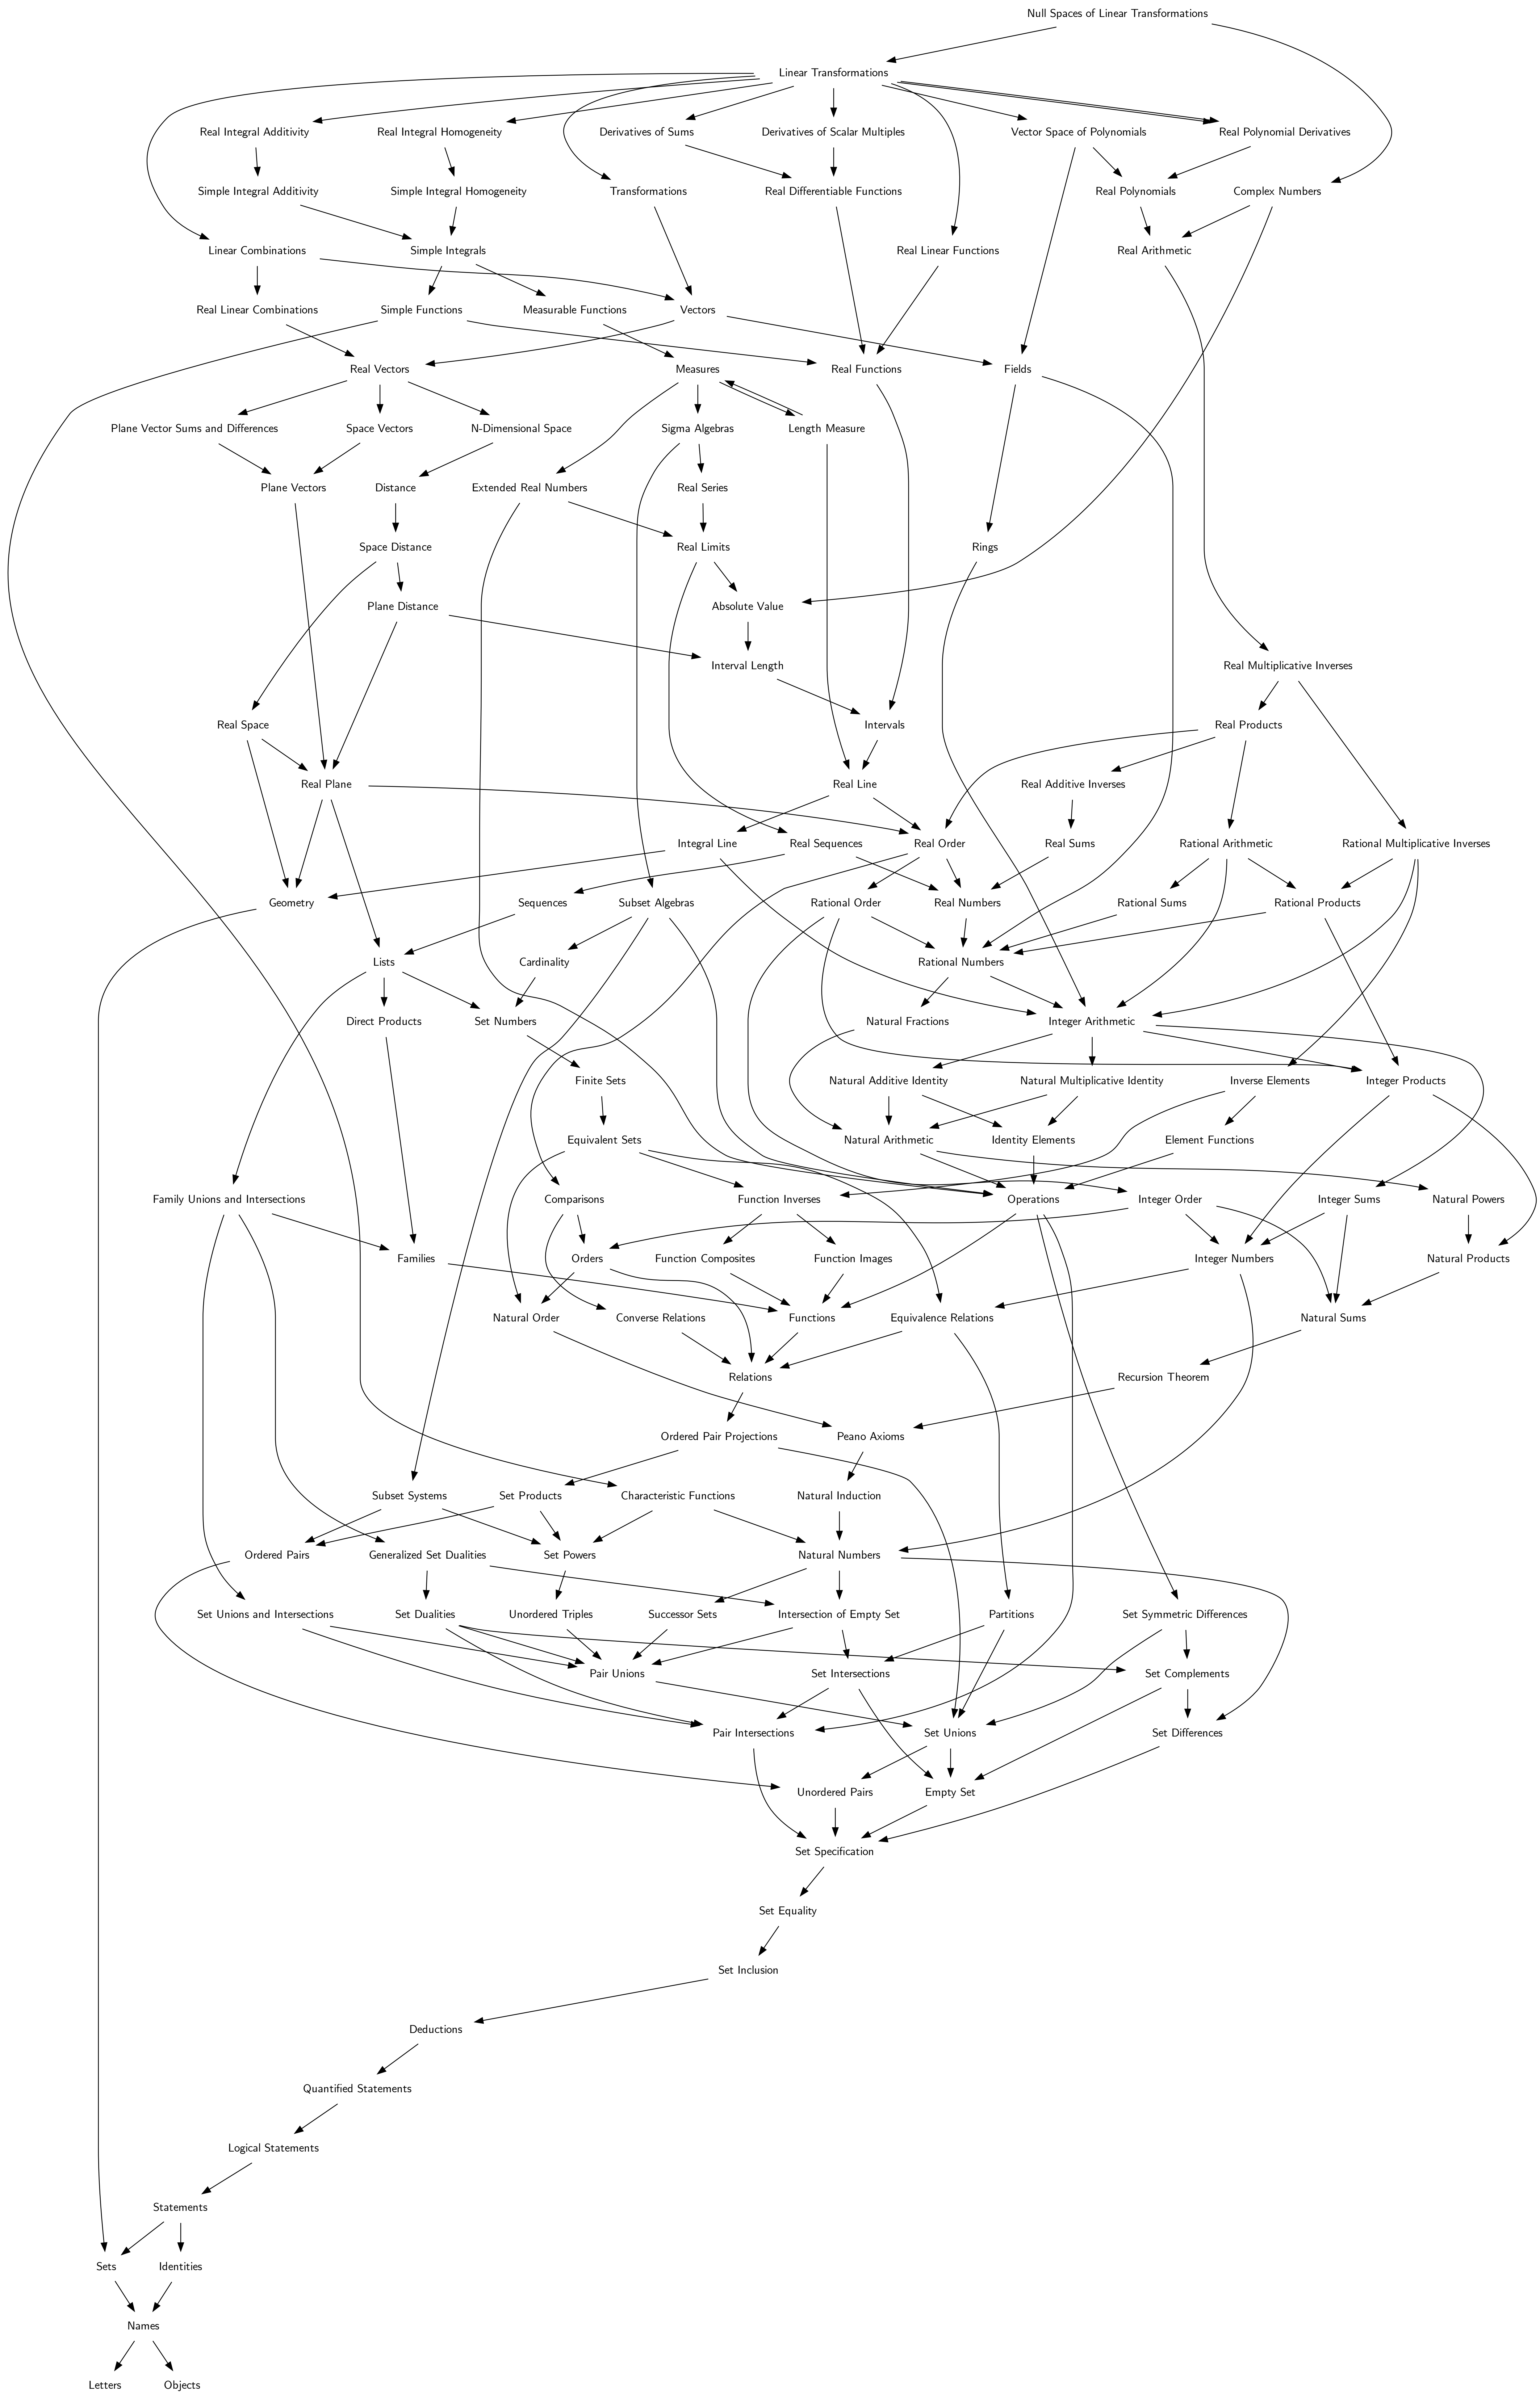 Null Spaces of Linear Transformations
Linear Transformations
Real Integral Additivity
Real Integral Homogeneity
Derivatives of Sums
Derivatives of Scalar Multiples
Vector Space of Polynomials
Real Polynomial Derivatives
Simple Integral Additivity
Simple Integral Homogeneity
Transformations
Real Differentiable Functions
Real Polynomials
Complex Numbers
Linear Combinations
Simple Integrals
Real Linear Functions
Real Arithmetic
Real Linear Combinations
Simple Functions
Measurable Functions
Vectors
Real Vectors
Measures
Real Functions
Fields
Plane Vector Sums and Differences
Space Vectors
N-Dimensional Space
Sigma Algebras
Length Measure
Plane Vectors
Distance
Extended Real Numbers
Real Series
Space Distance
Real Limits
Rings
Plane Distance
Absolute Value
Interval Length
Real Multiplicative Inverses
Real Space
Intervals
Real Products
Real Plane
Real Line
Real Additive Inverses
Integral Line
Real Sequences
Real Order
Real Sums
Rational Arithmetic
Rational Multiplicative Inverses
Geometry
Sequences
Subset Algebras
Rational Order
Real Numbers
Rational Sums
Rational Products
Lists
Cardinality
Rational Numbers
Direct Products
Set Numbers
Natural Fractions
Integer Arithmetic
Finite Sets
Natural Additive Identity
Natural Multiplicative Identity
Inverse Elements
Integer Products
Equivalent Sets
Natural Arithmetic
Identity Elements
Element Functions
Family Unions and Intersections
Comparisons
Function Inverses
Operations
Integer Order
Integer Sums
Natural Powers
Families
Orders
Function Composites
Function Images
Integer Numbers
Natural Products
Natural Order
Converse Relations
Functions
Equivalence Relations
Natural Sums
Relations
Recursion Theorem
Ordered Pair Projections
Peano Axioms
Subset Systems
Set Products
Characteristic Functions
Natural Induction
Ordered Pairs
Generalized Set Dualities
Set Powers
Natural Numbers
Set Unions and Intersections
Set Dualities
Unordered Triples
Successor Sets
Intersection of Empty Set
Partitions
Set Symmetric Differences
Pair Unions
Set Intersections
Set Complements
Pair Intersections
Set Unions
Set Differences
Unordered Pairs
Empty Set
Set Specification
Set Equality
Set Inclusion
Deductions
Quantified Statements
Logical Statements
Statements
Sets
Identities
Names
Letters
Objects